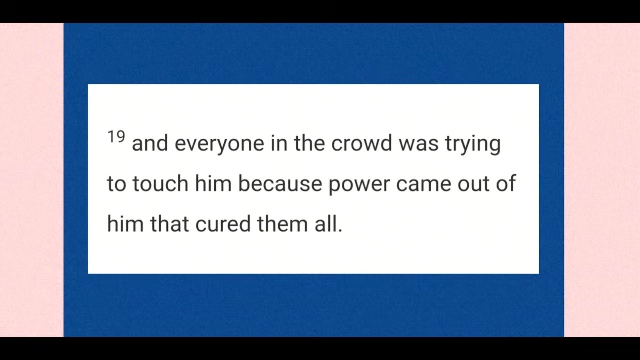 19 and everyone in the crowd was trying
to touch him because power came out of
him that cured them all.